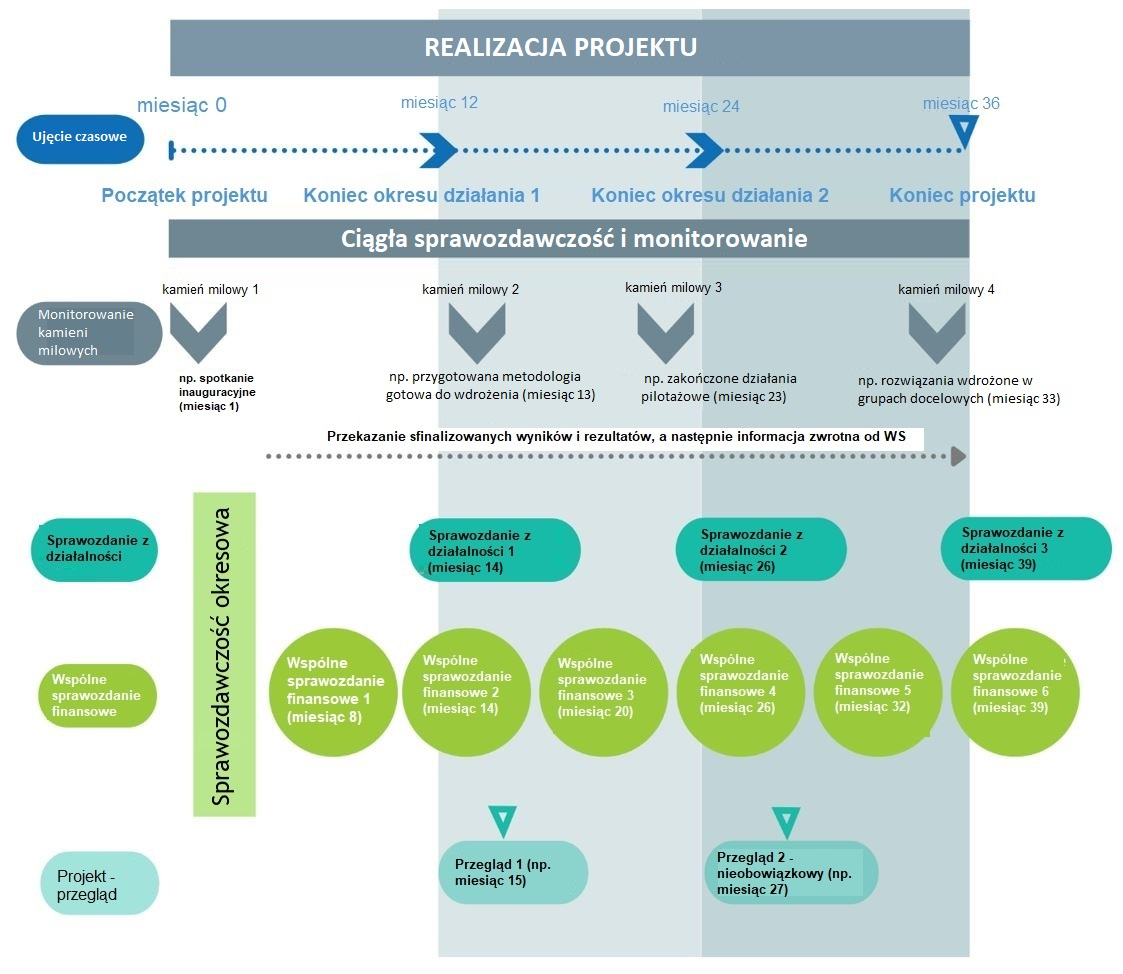 REALIZACJA PROJEKTU
miesiąc 0
miesiąc 12
miesiąc 24
miesiąc 36
Ujęcie czasowe
Początek projektu
Koniec okresu działania 1
Koniec okresu działania 2
Koniec projektu
Ciągła sprawozdawczość i monitorowanie
Monitorowanie
kamieni
milowych
kamień milowy 1
kamień milowy 2
kamień milowy 3
kamień milowy 4
np. spotkanie
inauguracyjne
(miesiąc 1)
np. przygotowana metodologia
gotowa do wdrożenia (miesiąc 13)
np. zakończone działania
pilotażowe (miesiąc 23)
np. rozwiązania wdrożone w
grupach docelowych (miesiąc 33)
Przekazanie sfinalizowanych wyników i rezultatów, a następnie informacja zwrotna od WS
Sprawozdawczość okresowa
Sprawozdanie z
działalności
Sprawozdanie z
działalności 1
(miesiąc 14)
Sprawozdanie z
działalności 2
(miesiąc 26)
Sprawozdanie z
działalności 3
(miesiąc 39)
Wspólne
sprawozdanie
finansowe
Wspólne
sprawozdanie
finansowe 1
(miesiąc 8)
Wspólne
sprawozdanie
finansowe 2
(miesiąc 14)
Wspólne
sprawozdanie
finansowe 3
(miesiąc 20)
Wspólne
sprawozdanie
finansowe 4
(miesiąc 26)
Wspólne
sprawozdanie
finansowe 5
(miesiąc 32)
Wspólne
sprawozdanie
finansowe 6
(miesiąc 39)
Projekt -
przegląd
Przegląd 1 (np.
miesiąc 15)
Przegląd 2 -
nieobowiązkowy (np.
miesiąc 27)